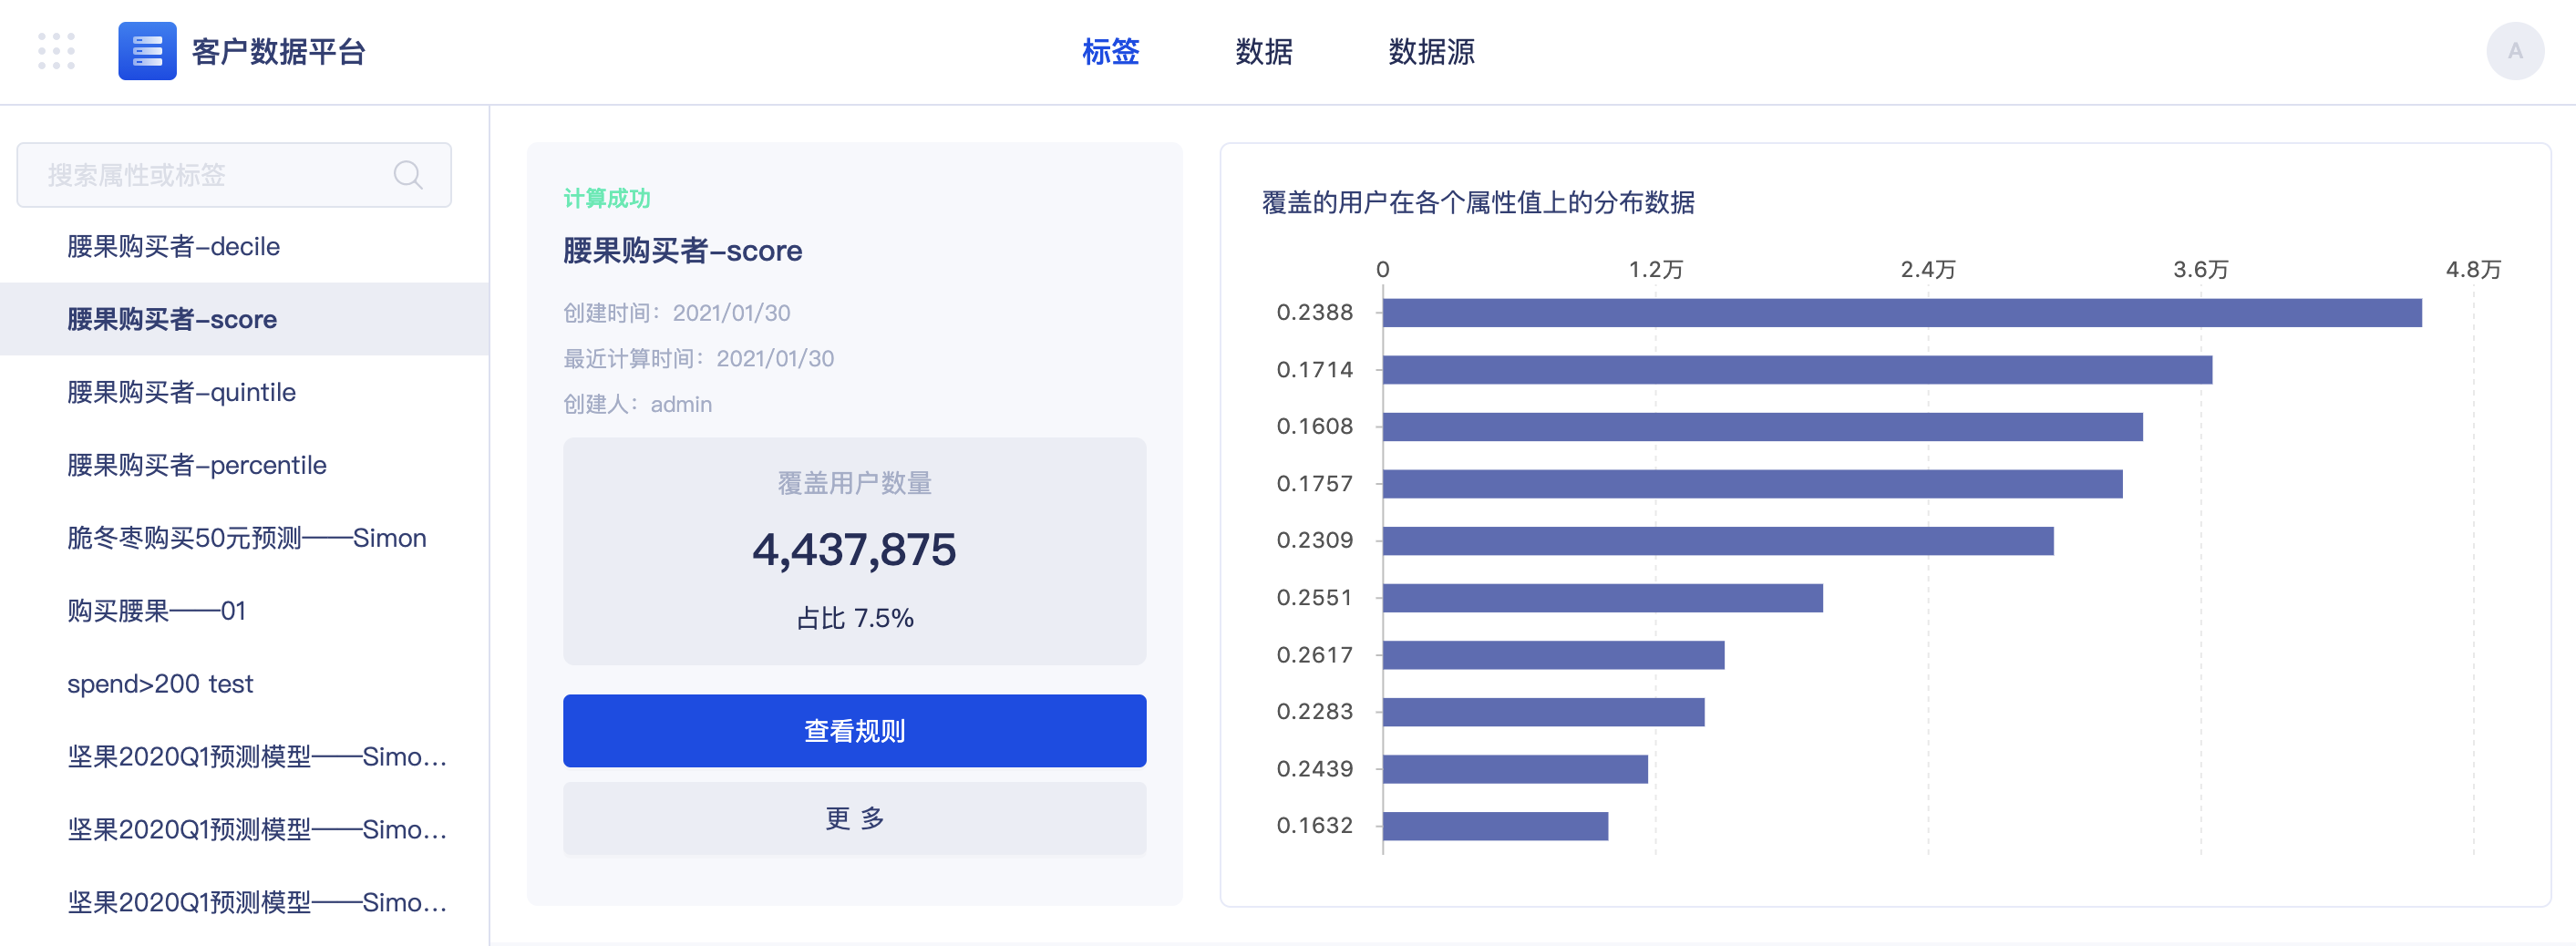 客户数据平台
标签
数据
数据源
A
搜索属性或标签
腰果购买者-decile
腰果购买者-score
腰果购买者-quintile
腰果购买者-percentile
脆冬枣购买50元预测——Simon
购买腰果——01
spend>200 test
坚果2020Q1预测模型——Simo...
坚果2020Q1预测模型——Simo...
坚果2020Q1预测模型——Simo...
计算成功
腰果购买者-score
创建时间：2021/01/30
最近计算时间：2021/01/30
创建人：admin
覆盖用户数量
4,437,875
占比 7.5%
查看规则
更 多
覆盖的用户在各个属性值上的分布数据
0 1.2万 2.4万 3.6万 4.8万
0.2388
0.1714
0.1608
0.1757
0.2309
0.2551
0.2617
0.2283
0.2439
0.1632